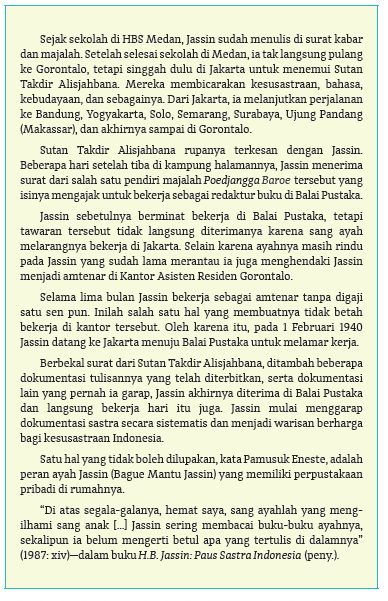 Sejak sekolah di HBS Medan, Jassin sudah menulis di surat kabar
dan majalah. Setelah selesai sekolah di Medan, ia tak langsung pulang
ke Gorontalo, tetapi singgah dulu di Jakarta untuk menemui Sutan
Takdir Alisjahbana. Mereka membicarakan kesusastraan, bahasa,
kebudayaan, dan sebagainya. Dari Jakarta, ia melanjutkan perjalanan
ke Bandung, Yogyakarta, Solo, Semarang, Surabaya, Ujung Pandang
(Makassar), dan akhirnya sampai di Gorontalo.
Sutan Takdir Alisjahbana rupanya terkesan dengan Jassin.
Beberapa hari setelah tiba di kampung halamannya, Jassin menerima
surat dari salah satu pendiri majalah Poedjangga Baroe tersebut yang
isinya mengajak untuk bekerja sebagai redaktur buku di Balai Pustaka.
Jassin sebetulnya berminat bekerja di Balai Pustaka, tetapi
tawaran tersebut tidak langsung diterimanya karena sang ayah
melarangnya bekerja di Jakarta. Selain karena ayahnya masih rindu
pada Jassin yang sudah lama merantau ia juga menghendaki Jassin
menjadi amtenar di Kantor Asisten Residen Gorontalo.
Selama lima bulan Jassin bekerja sebagai amtenar tanpa digaji
satu sen pun. Inilah salah satu hal yang membuatnya tidak betah
bekerja di kantor tersebut. Oleh karena itu, pada 1 Februari 1940
Jassin datang ke Jakarta menuju Balai Pustaka untuk melamar kerja.
Berbekal surat dari Sutan Takdir Alisjahbana, ditambah beberapa
dokumentasi tulisannya yang telah diterbitkan, serta dokumentasi
lain yang pernah ia garap, Jassin akhirnya diterima di Balai Pustaka
dan langsung bekerja hari itu juga. Jassin mulai menggarap
dokumentasi sastra secara sistematis dan menjadi warisan berharga
bagi kesusastraan Indonesia.
Satu hal yang tidak boleh dilupakan, kata Pamusuk Eneste, adalah
peran ayah Jassin (Bague Mantu Jassin) yang memiliki perpustakaan
pribadi di rumahnya.
“Di atas segala-galanya, hemat saya, sang ayahlah yang meng-
ilhami sang anak [...] Jassin sering membacai buku-buku ayahnya,
sekalipun ia belum mengerti betul apa yang tertulis di dalamnya”
(1987: xiv)—dalam buku H.B. Jassin: Paus Sastra Indonesia (peny.).